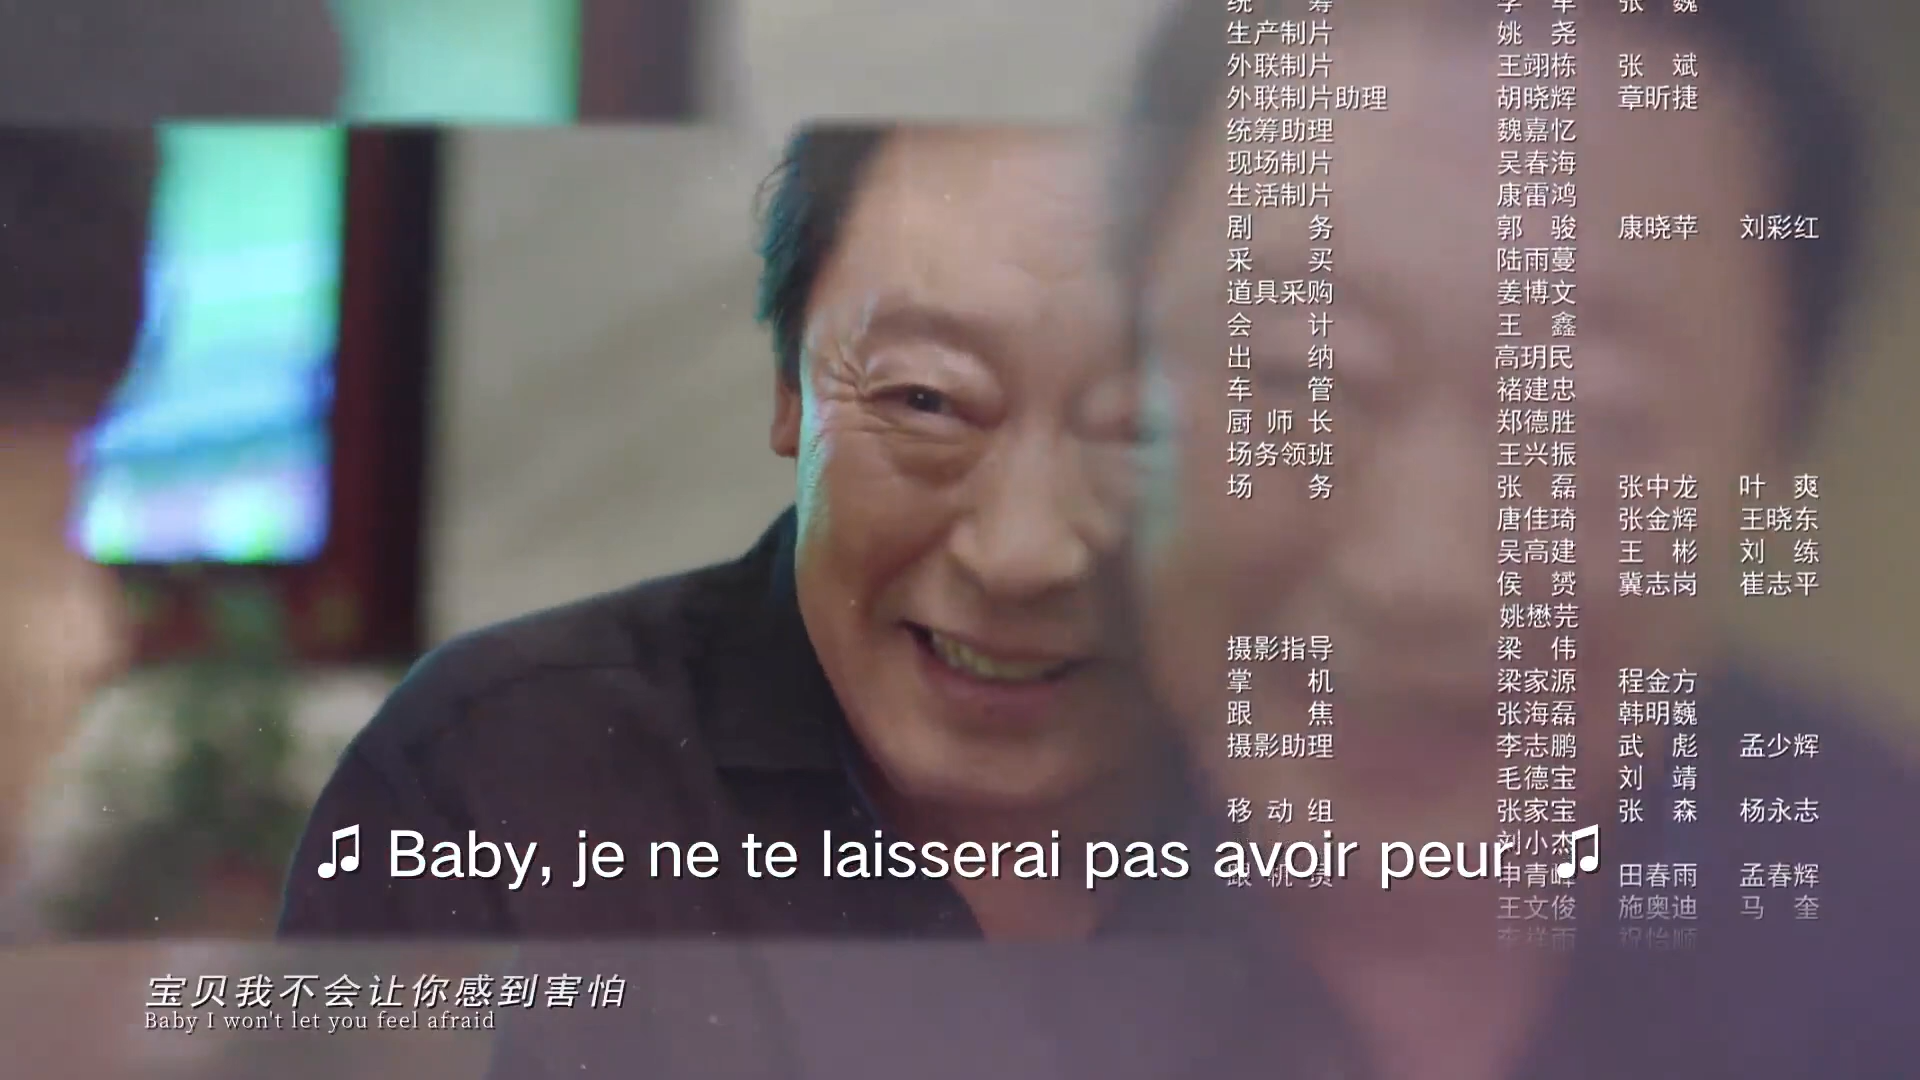 生产制片 姚 尧
外联制片 王翊栋 张 斌
外联制片助理 胡晓辉 章昕捷
统筹助理 魏嘉忆
现场制片 吴春海
生活制片 康雷鸿
剧 务 郭 骏 康晓苹 刘彩红
采 买 陆雨蔓
道具采购 姜博文
会 计 王 鑫
出 纳 高玥民
车 管 褚建忠
厨 师 长 郑德胜
场务领班 王兴振
场 务 张 磊 张中龙 叶 爽
唐佳琦 张金辉 王晓东
吴高建 王 彬 刘 练
侯 赟 冀志岗 崔志平
姚懋芫
摄影指导 梁 伟
掌 机 梁家源 程金方
跟 焦 张海磊 韩明巍
摄影助理 李志鹏 武 彪 孟少辉
毛德宝 刘 靖
移 动 组 张家宝 张 森 杨永志
刘小杰
♫ Baby, je ne te laisserai pas avoir peur ♫
跟 机 员 申青峰 田春雨 孟春辉
王文俊 施奥迪 马 奎
宝贝我不会让你感到害怕
Baby I won't let you feel afraid